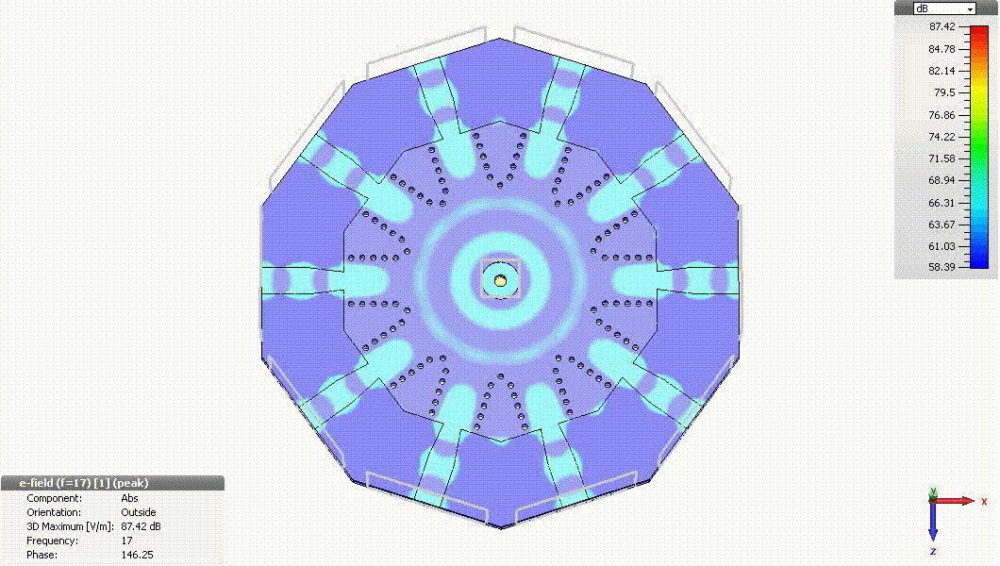 dB
87.42
84.78
82.14
79.5
76.86
74.22
71.58
68.94
66.31
63.67
61.03
58.39
e-field (f=17) [1] (peak)
Component: Abs
Orientation: Outside
3D Maximum [V/m]: 87.42 dB
Frequency: 17
Phase: 146.25
y
x
z